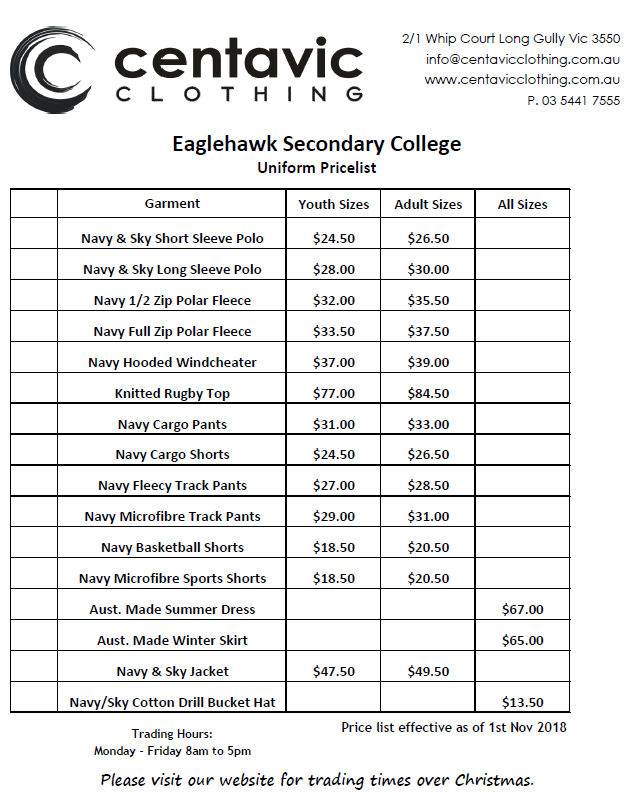 centavic
CLOTHING
2/1 Whip Court Long Gully Vic 3550
info@centavicclothing.com.au
www.centavicclothing.com.au
P. 03 5441 7555
Eaglehawk Secondary College
Uniform Pricelist
Garment Youth Sizes Adult Sizes All Sizes
Navy & Sky Short Sleeve Polo $24.50 $26.50
Navy & Sky Long Sleeve Polo $28.00 $30.00
Navy 1/2 Zip Polar Fleece $32.00 $35.50
Navy Full Zip Polar Fleece $33.50 $37.50
Navy Hooded Windcheater $37.00 $39.00
Knitted Rugby Top $77.00 $84.50
Navy Cargo Pants $31.00 $33.00
Navy Cargo Shorts $24.50 $26.50
Navy Fleecy Track Pants $27.00 $28.50
Navy Microfibre Track Pants $29.00 $31.00
Navy Basketball Shorts $18.50 $20.50
Navy Microfibre Sports Shorts $18.50 $20.50
Aust. Made Summer Dress $67.00
Aust. Made Winter Skirt $65.00
Navy & Sky Jacket $47.50 $49.50
Navy/Sky Cotton Drill Bucket Hat $13.50
Price list effective as of 1st Nov 2018
Trading Hours:
Monday - Friday 8am to 5pm
Please visit our website for trading times over Christmas.